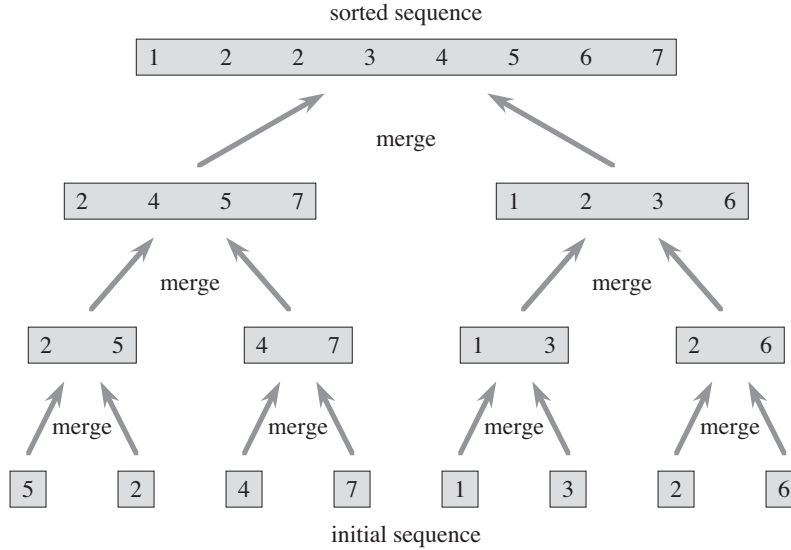 sorted sequence
1 2 2 3 4 5 6 7
merge
2 4 5 7
1 2 3 6
merge
merge
2 5
4 7
1 3
2 6
merge
merge
merge
merge
5
2
4
7
1
3
2
6
initial sequence